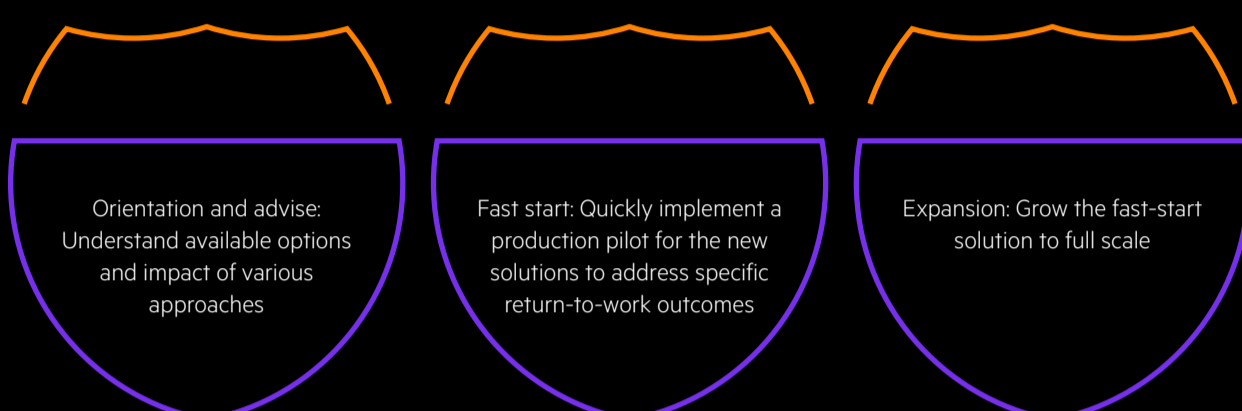 Orientation and advise:
Understand available options
and impact of various
approaches
Fast start: Quickly implement a
production pilot for the new
solutions to address specific
return-to-work outcomes
Expansion: Grow the fast-start
solution to full scale